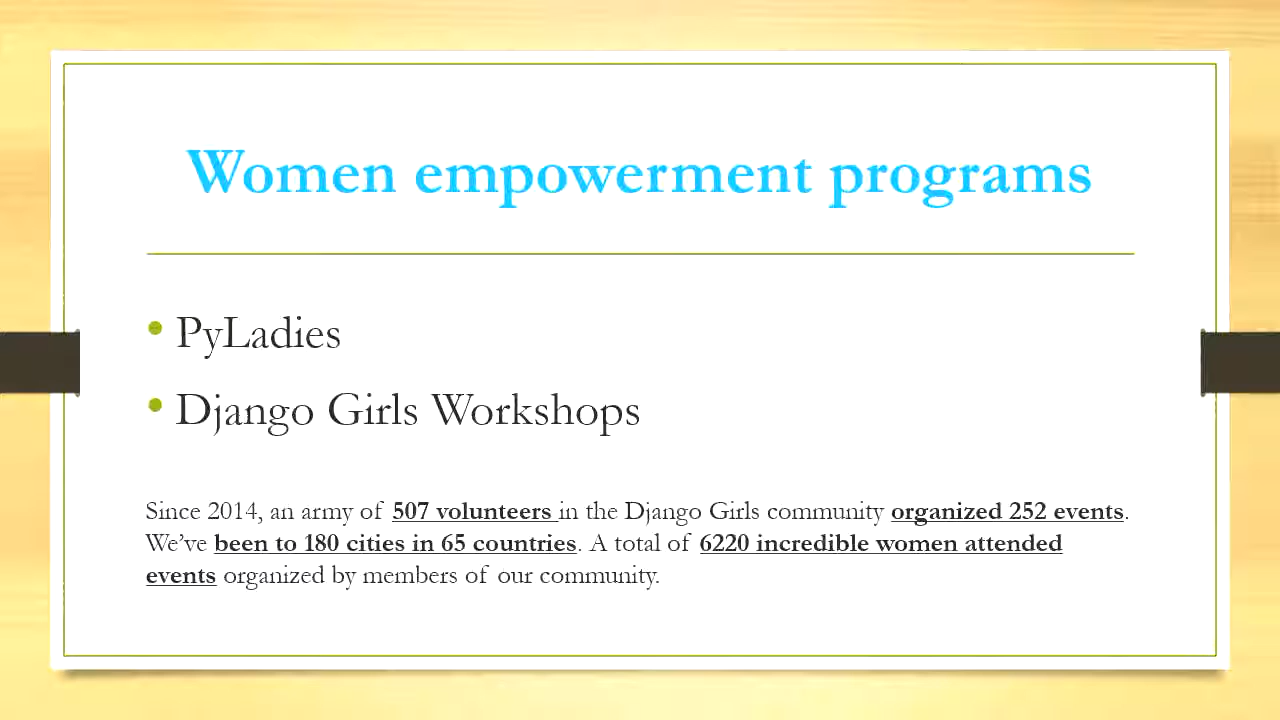 Women empowerment programs
• PyLadies
• Django Girls Workshops
Since 2014, an army of 507 volunteers in the Django Girls community organized 252 events.
We’ve been to 180 cities in 65 countries. A total of 6220 incredible women attended
events organized by members of our community.